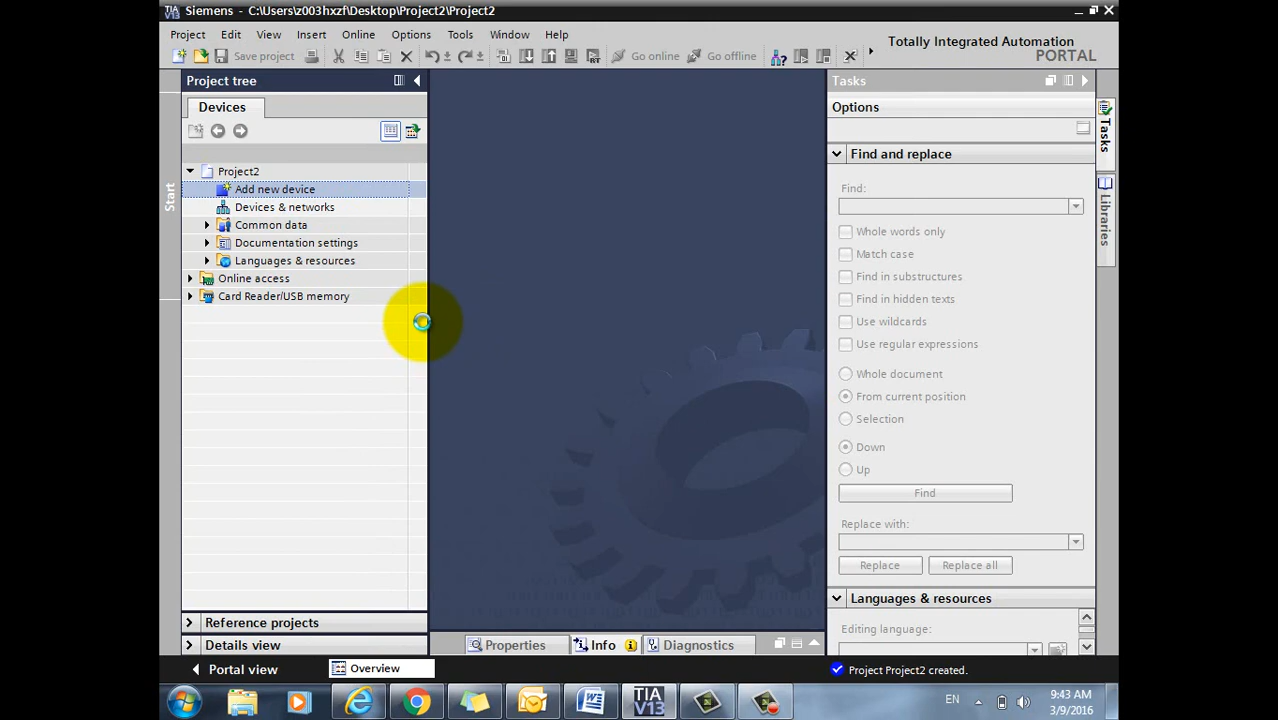 Siemens - C:\Users\z003hxzf\Desktop\Project2\Project2
TIA
V13
Project Edit View Insert Online Options Tools Window Help
Totally Integrated Automation
PORTAL
Save project
Go online
Go offline
Project tree
Devices
Project2
Add new device
Devices & networks
Common data
Documentation settings
Languages & resources
Online access
Card Reader/USB memory
Start
Reference projects
Details view
Portal view
Overview
Properties
Info
Diagnostics
Tasks
Options
Find and replace
Find:
Whole words only
Match case
Find in substructures
Find in hidden texts
Use wildcards
Use regular expressions
Whole document
From current position
Selection
Down
Up
Find
Replace with:
Replace
Replace all
Languages & resources
Editing language:
Tasks
Libraries
Project Project2 created.
TIA
V13
EN
9:43 AM
3/9/2016